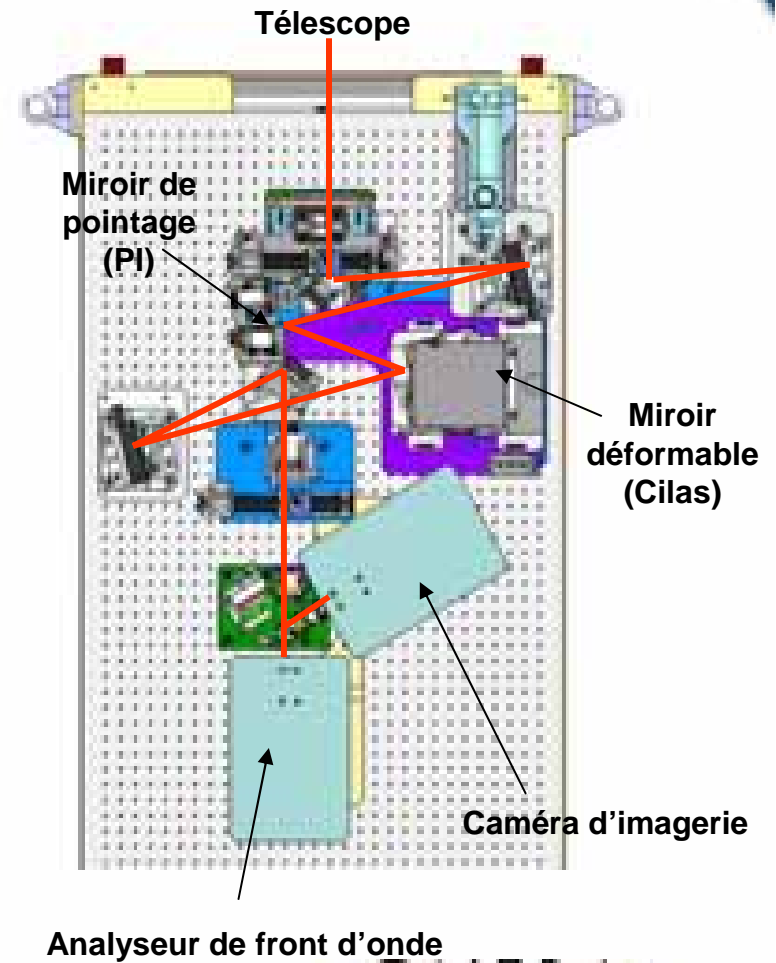 Télescope
Miroir de
pointage
(PI)
Miroir
déformable
(Cilas)
Caméra d’imagerie
Analyseur de front d’onde